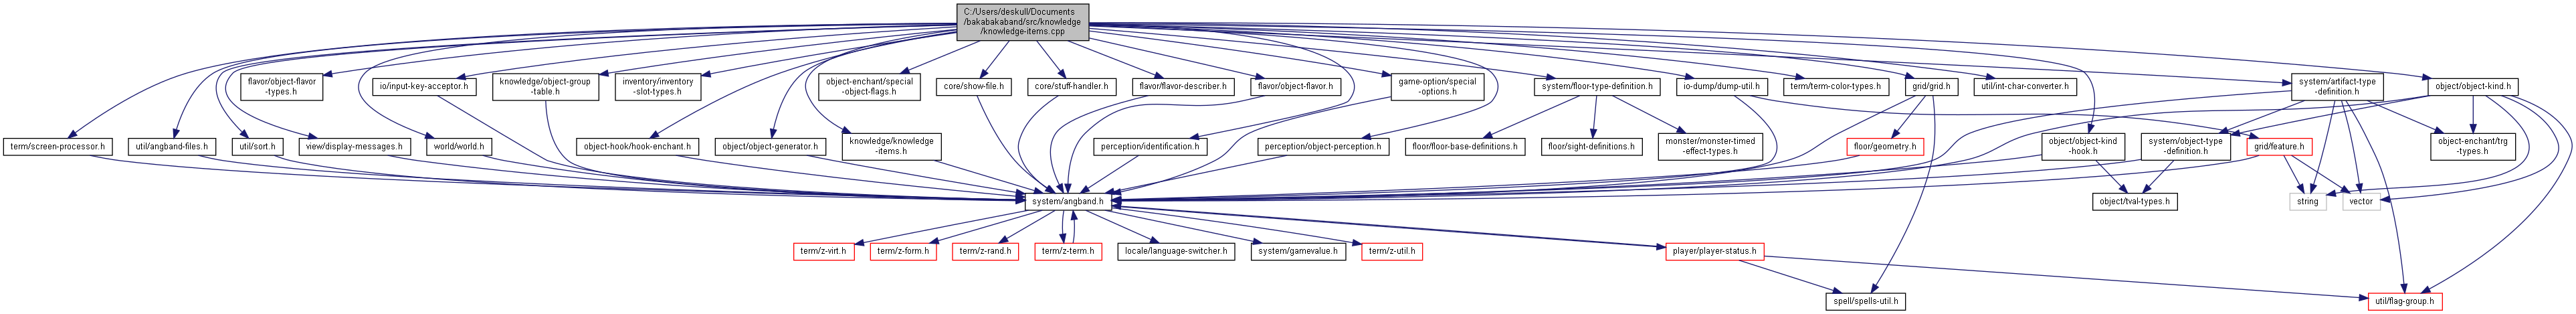 C:/Users/deskull/Documents
/bakabakaband/src/knowledge
/knowledge-items.cpp
flavor/object-flavor
-types.h
io/input-key-acceptor.h
knowledge/object-group
-table.h
inventory/inventory
-slot-types.h
object-enchant/special
-object-flags.h
core/show-file.h
core/stuff-handler.h
flavor/flavor-describer.h
flavor/object-flavor.h
game-option/special
-options.h
system/floor-type-definition.h
io-dump/dump-util.h
term/term-color-types.h
grid/grid.h
util/int-char-converter.h
system/artifact-type
-definition.h
object/object-kind.h
term/screen-processor.h
util/angband-files.h
util/sort.h
view/display-messages.h
world/world.h
object-hook/hook-enchant.h
object/object-generator.h
knowledge/knowledge
-items.h
perception/identification.h
perception/object-perception.h
floor/floor-base-definitions.h
floor/sight-definitions.h
monster/monster-timed
-effect-types.h
floor/geometry.h
object/object-kind
-hook.h
system/object-type
-definition.h
grid/feature.h
object-enchant/trg
-types.h
system/angband.h
object/tval-types.h
string
vector
term/z-virt.h
term/z-form.h
term/z-rand.h
term/z-term.h
locale/language-switcher.h
system/gamevalue.h
term/z-util.h
player/player-status.h
spell/spells-util.h
util/flag-group.h